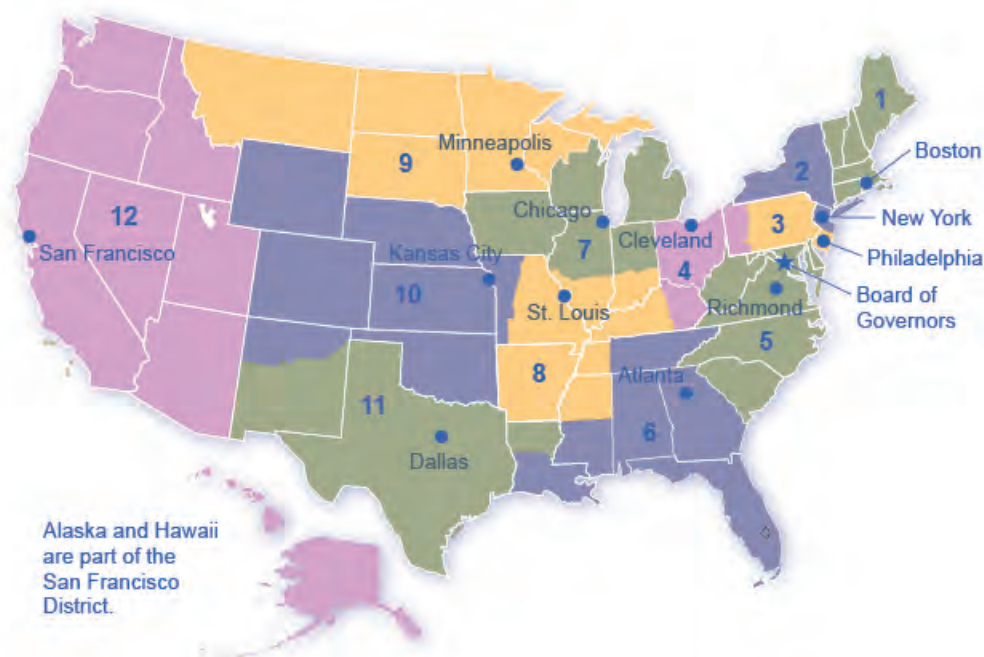 1
Minneapolis
Boston
9
2
Chicago
12
3
New York
San Francisco
Kansas City
7
Cleveland
Philadelphia
4
10
St. Louis
Richmond
Board of
Governors
5
8
Atlanta
11
6
Dallas
Alaska and Hawaii
are part of the
San Francisco
District.